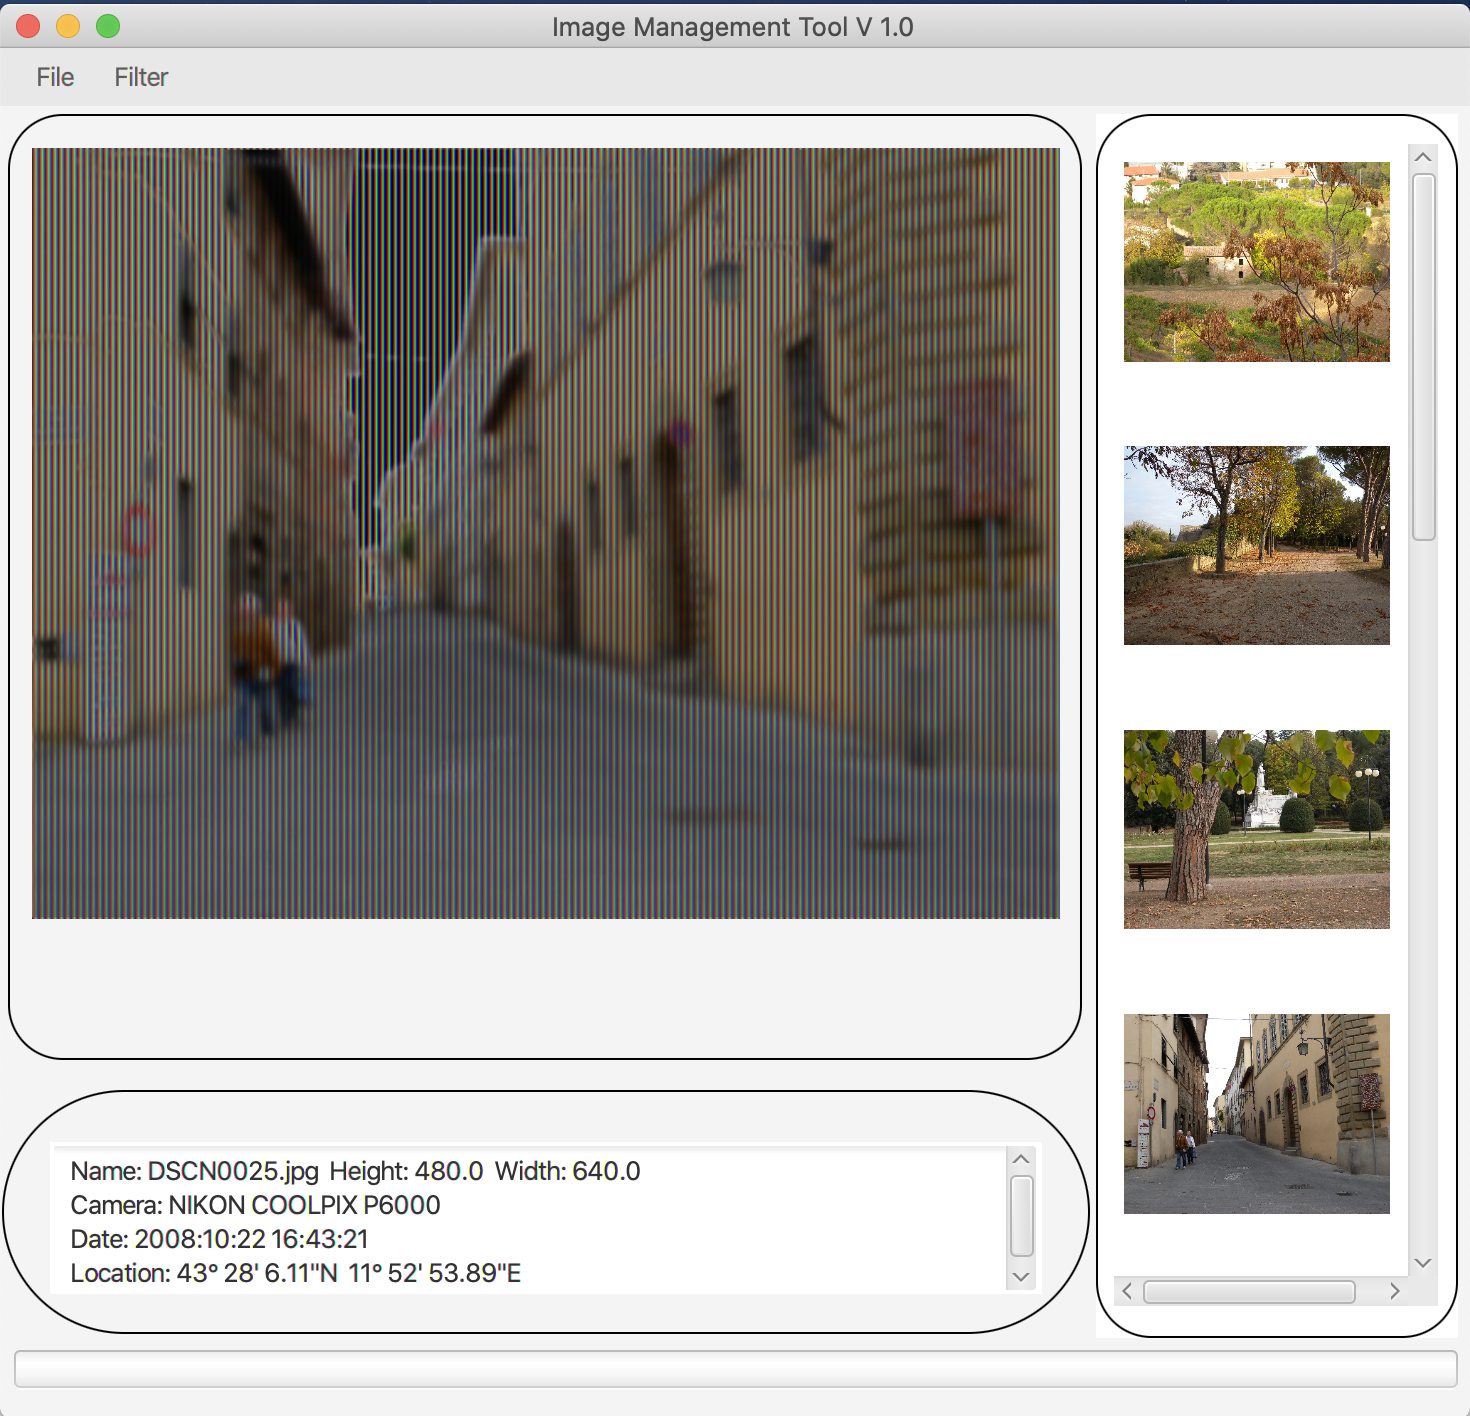 Image Management Tool V 1.0
File Filter
Name: DSCN0025.jpg Height: 480.0 Width: 640.0
Camera: NIKON COOLPIX P6000
Date: 2008:10:22 16:43:21
Location: 43° 28' 6.11"N 11° 52' 53.89"E